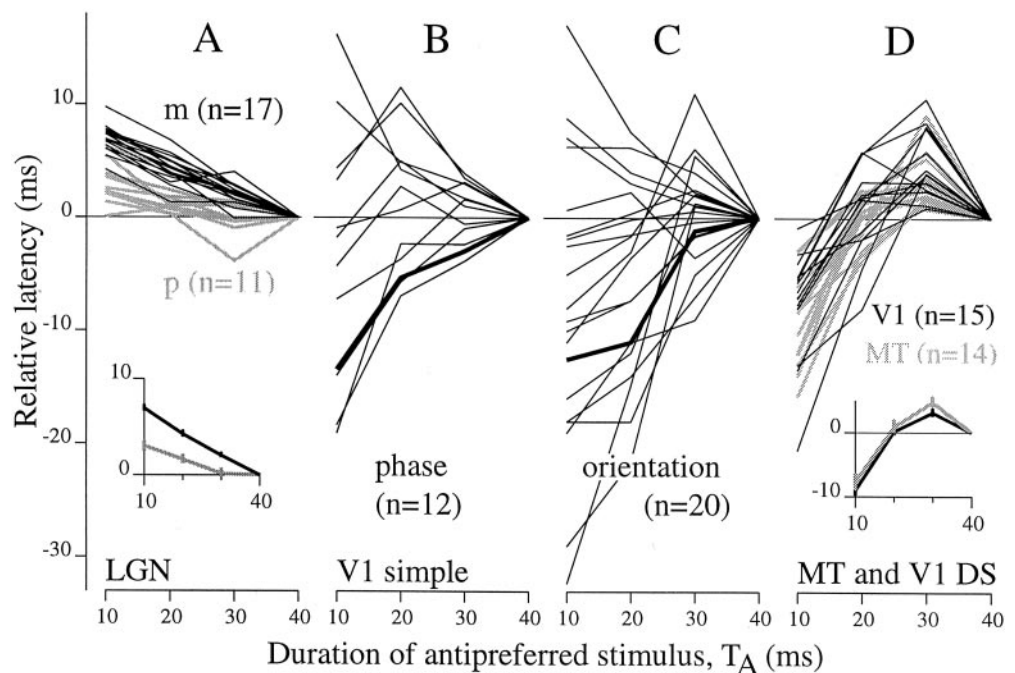 A
B
C
D
m (n=17)
p (n=11)
10
0
-10
-20
-30
Relative latency (ms)
10
0
10
40
LGN
phase
(n=12)
V1 simple
orientation
(n=20)
V1 (n=15)
MT (n=14)
0
-10
10
40
MT and V1 DS
10
20
30
40
10
20
30
40
10
20
30
40
10
20
30
40
Duration of antipreferred stimulus, TA (ms)